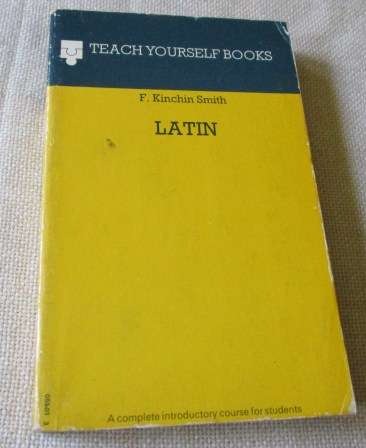 TEACH YOURSELF BOOKS
F. Kinchin Smith
LATIN
A complete introductory course for students